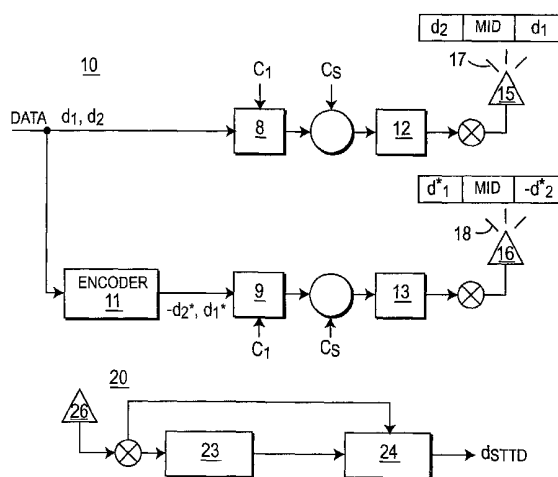 d2 MID d1
10
17
15
C1 CS
DATA d1, d2
8
12
d*1 MID -d*2
18
16
ENCODER
11
-d2*, d1*
9
13
C1 CS
20
26
23
24
dSTTD